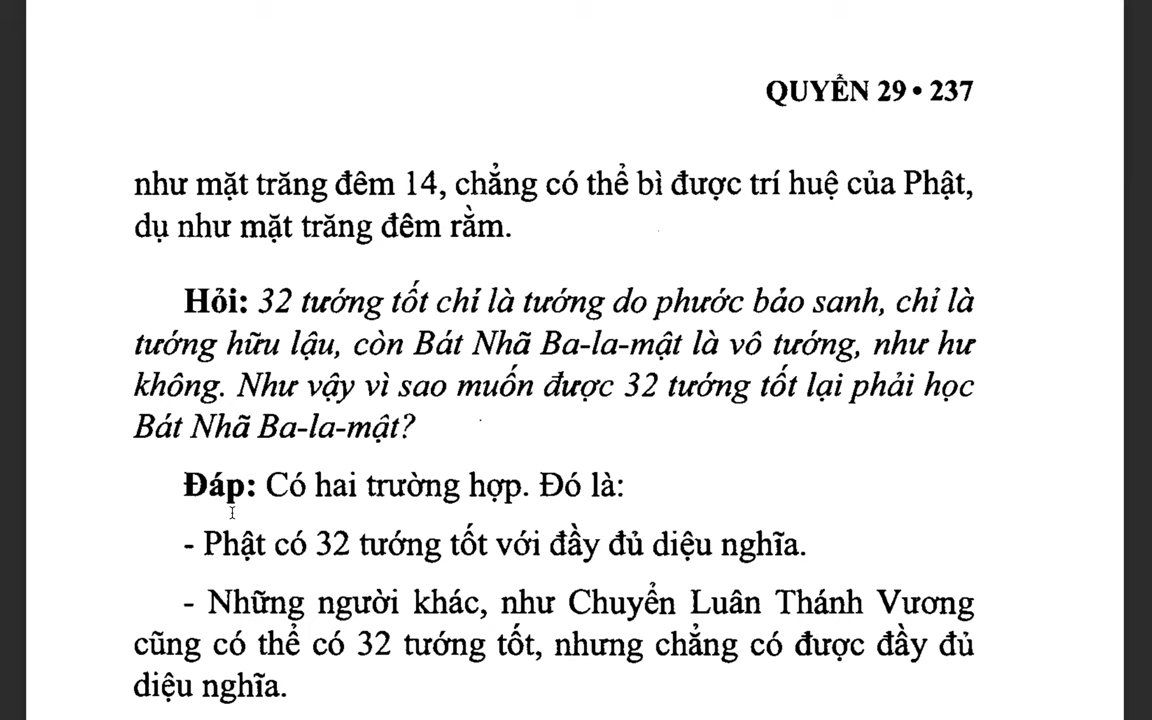 QUYỂN 29 • 237
như mặt trăng đêm 14, chẳng có thể bì được trí huệ của Phật,
dụ như mặt trăng đêm rằm.
Hỏi: 32 tướng tốt chỉ là tướng do phước báo sanh, chỉ là
tướng hữu lậu, còn Bát Nhã Ba-la-mật là vô tướng, như hư
không. Như vậy vì sao muốn được 32 tướng tốt lại phải học
Bát Nhã Ba-la-mật?
Đáp: Có hai trường hợp. Đó là:
- Phật có 32 tướng tốt với đầy đủ diệu nghĩa.
- Những người khác, như Chuyển Luân Thánh Vương
cũng có thể có 32 tướng tốt, nhưng chẳng có được đầy đủ
diệu nghĩa.